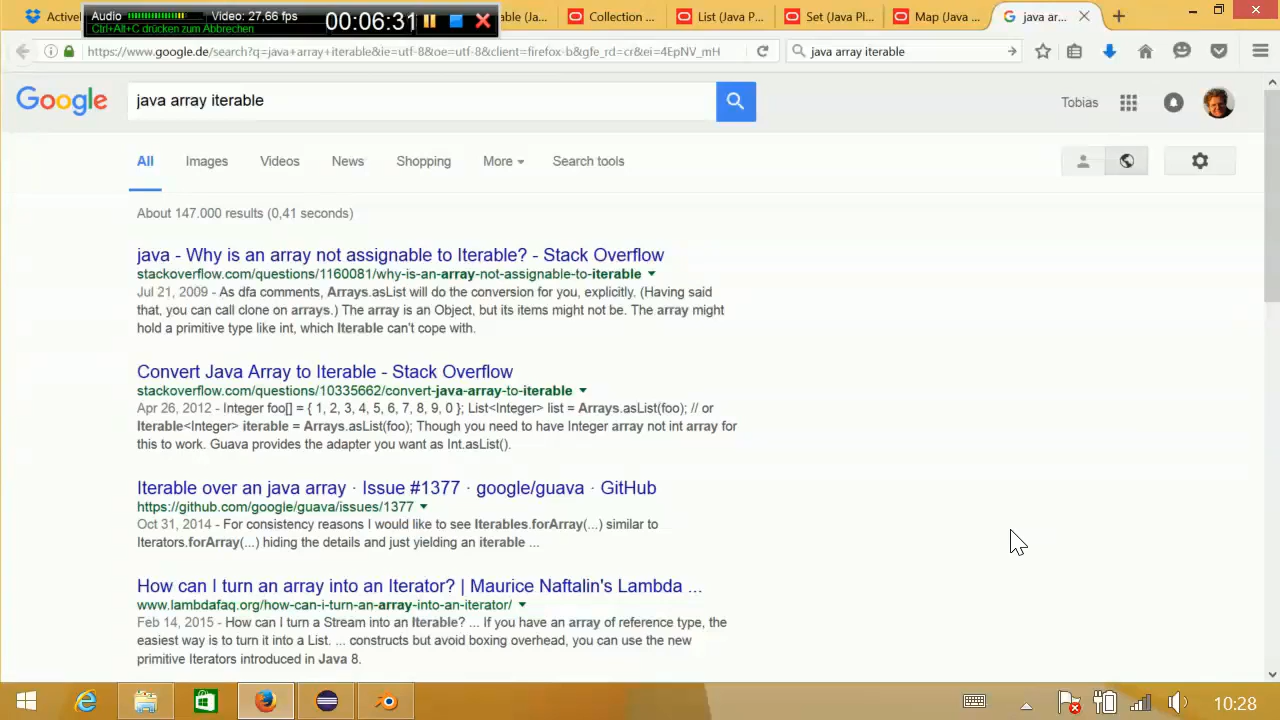 Audio Video: 27,66 fps 00:06:31
Ctrl+Alt+C drücken zum Abbrechen
Activel able (Ja... Collection ... List (Java P... Set (Java Pl... Map (Java ... java ar...
https://www.google.de/search?q=java+array+iterable&ie=utf-8&oe=utf-8&client=firefox-b&gfe_rd=cr&ei=4EpNV_mH java array iterable
Google java array iterable Tobias
All Images Videos News Shopping More Search tools
About 147.000 results (0,41 seconds)
java - Why is an array not assignable to Iterable? - Stack Overflow
stackoverflow.com/questions/1160081/why-is-an-array-not-assignable-to-iterable
Jul 21, 2009 - As dfa comments, Arrays.asList will do the conversion for you, explicitly. (Having said
that, you can call clone on arrays.) The array is an Object, but its items might not be. The array might
hold a primitive type like int, which Iterable can't cope with.
Convert Java Array to Iterable - Stack Overflow
stackoverflow.com/questions/10335662/convert-java-array-to-iterable
Apr 26, 2012 - Integer foo[] = { 1, 2, 3, 4, 5, 6, 7, 8, 9, 0 }; List<Integer> list = Arrays.asList(foo); // or
Iterable<Integer> iterable = Arrays.asList(foo); Though you need to have Integer array not int array for
this to work. Guava provides the adapter you want as Int.asList().
Iterable over an java array · Issue #1377 · google/guava · GitHub
https://github.com/google/guava/issues/1377
Oct 31, 2014 - For consistency reasons I would like to see Iterables.forArray(...) similar to
Iterators.forArray(...) hiding the details and just yielding an iterable ...
How can I turn an array into an Iterator? | Maurice Naftalin's Lambda ...
www.lambdafaq.org/how-can-i-turn-an-array-into-an-iterator/
Feb 14, 2015 - How can I turn a Stream into an Iterable? ... If you have an array of reference type, the
easiest way is to turn it into a List. ... constructs but avoid boxing overhead, you can use the new
primitive Iterators introduced in Java 8.
10:28